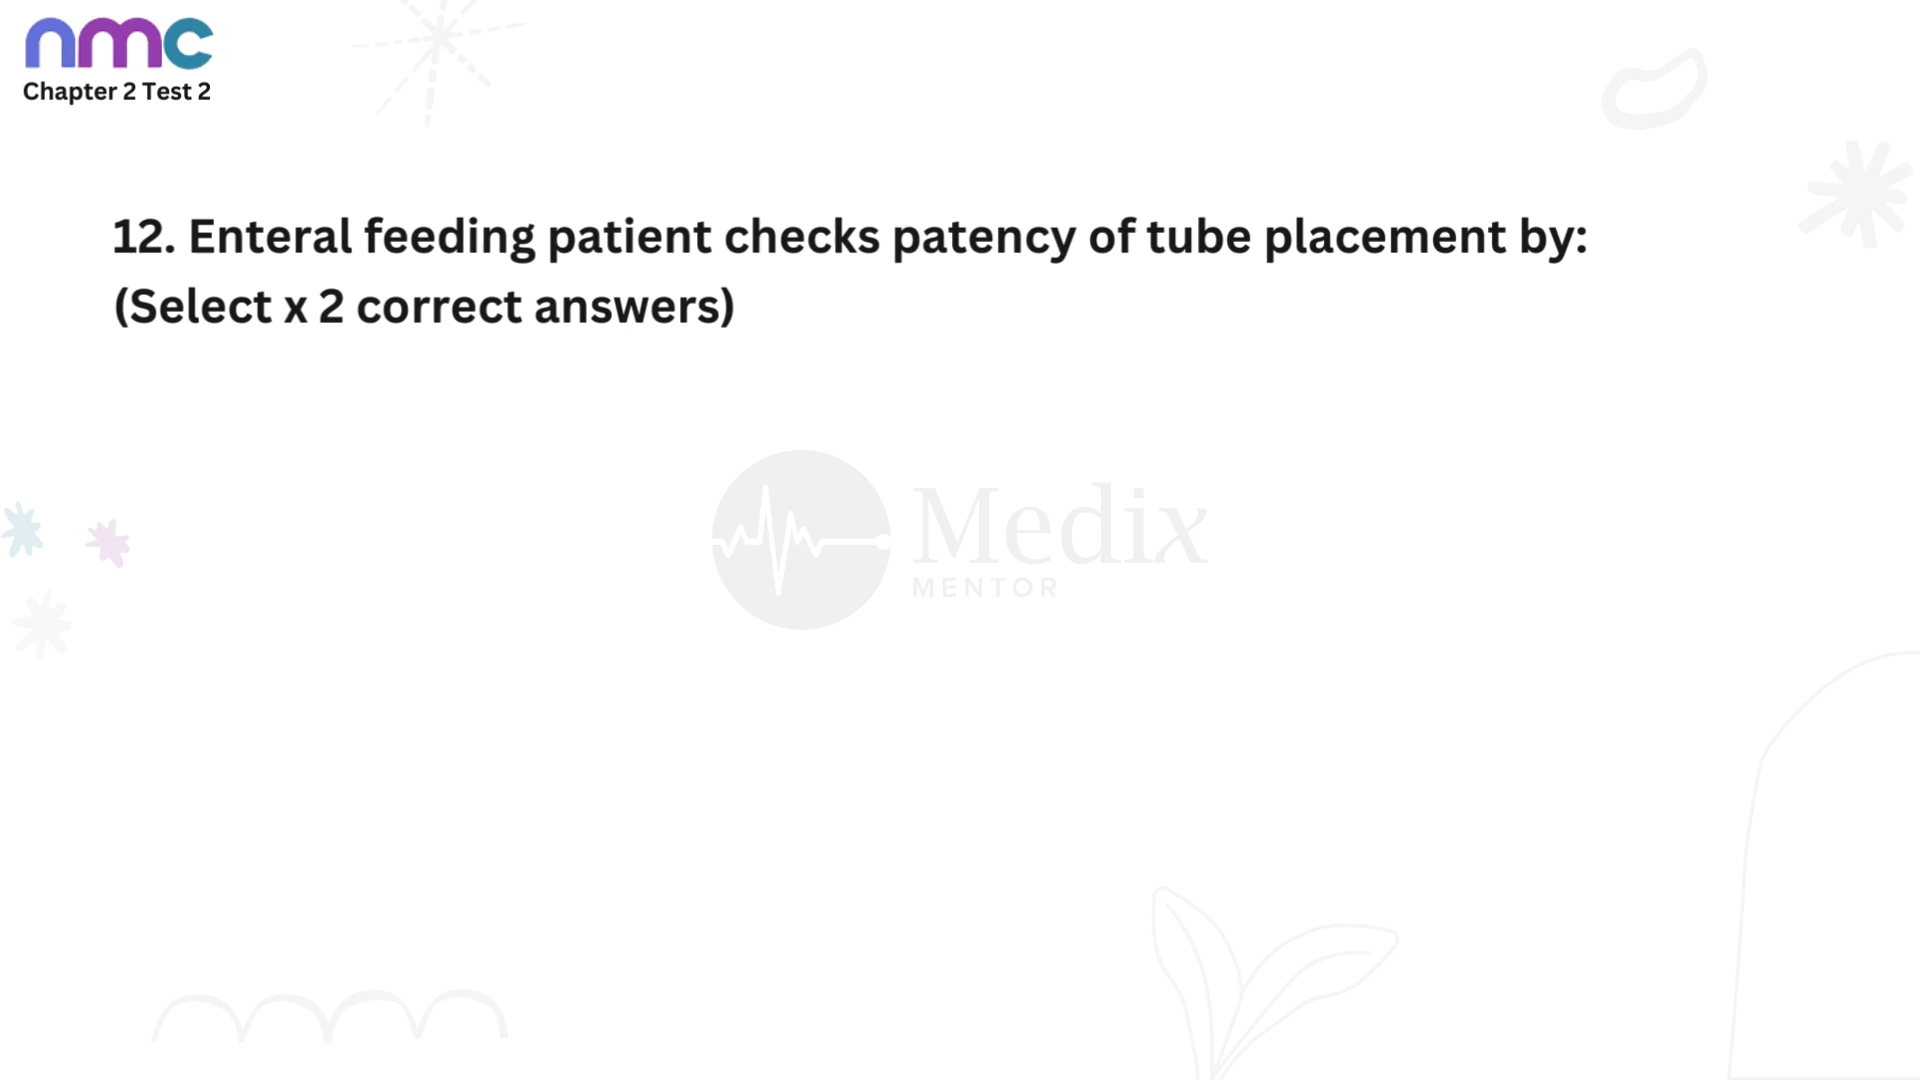 nmc
Chapter 2 Test 2
12. Enteral feeding patient checks patency of tube placement by:
(Select x 2 correct answers)
Medix
MENTOR